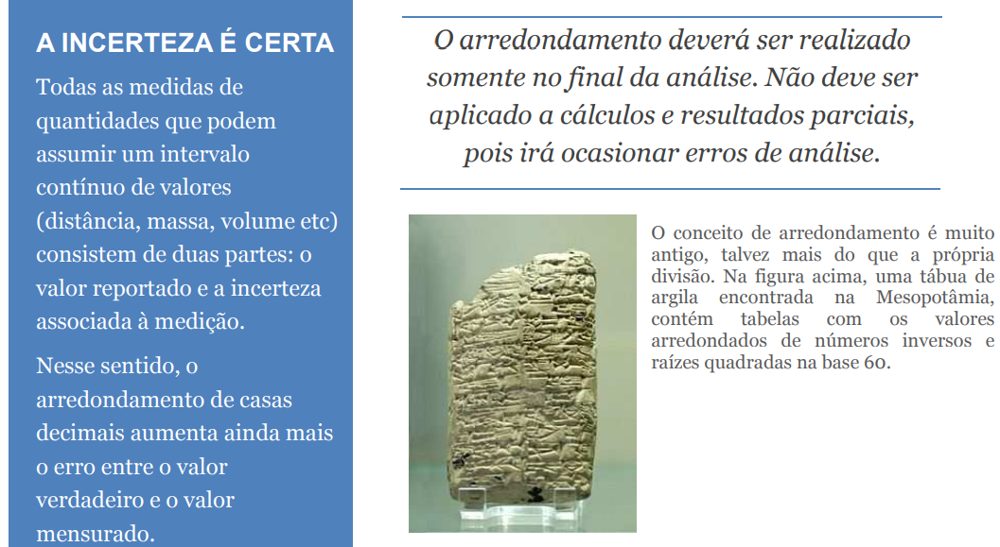 A INCERTEZA É CERTA
Todas as medidas de
quantidades que podem
assumir um intervalo
contínuo de valores
(distância, massa, volume etc)
consistem de duas partes: o
valor reportado e a incerteza
associada à medição.
Nesse sentido, o
arredondamento de casas
decimais aumenta ainda mais
o erro entre o valor
verdadeiro e o valor
mensurado.
O arredondamento deverá ser realizado
somente no final da análise. Não deve ser
aplicado a cálculos e resultados parciais,
pois irá ocasionar erros de análise.
O conceito de arredondamento é muito
antigo, talvez mais do que a própria
divisão. Na figura acima, uma tábua de
argila encontrada na Mesopotâmia,
contém tabelas com os valores
arredondados de números inversos e
raízes quadradas na base 60.